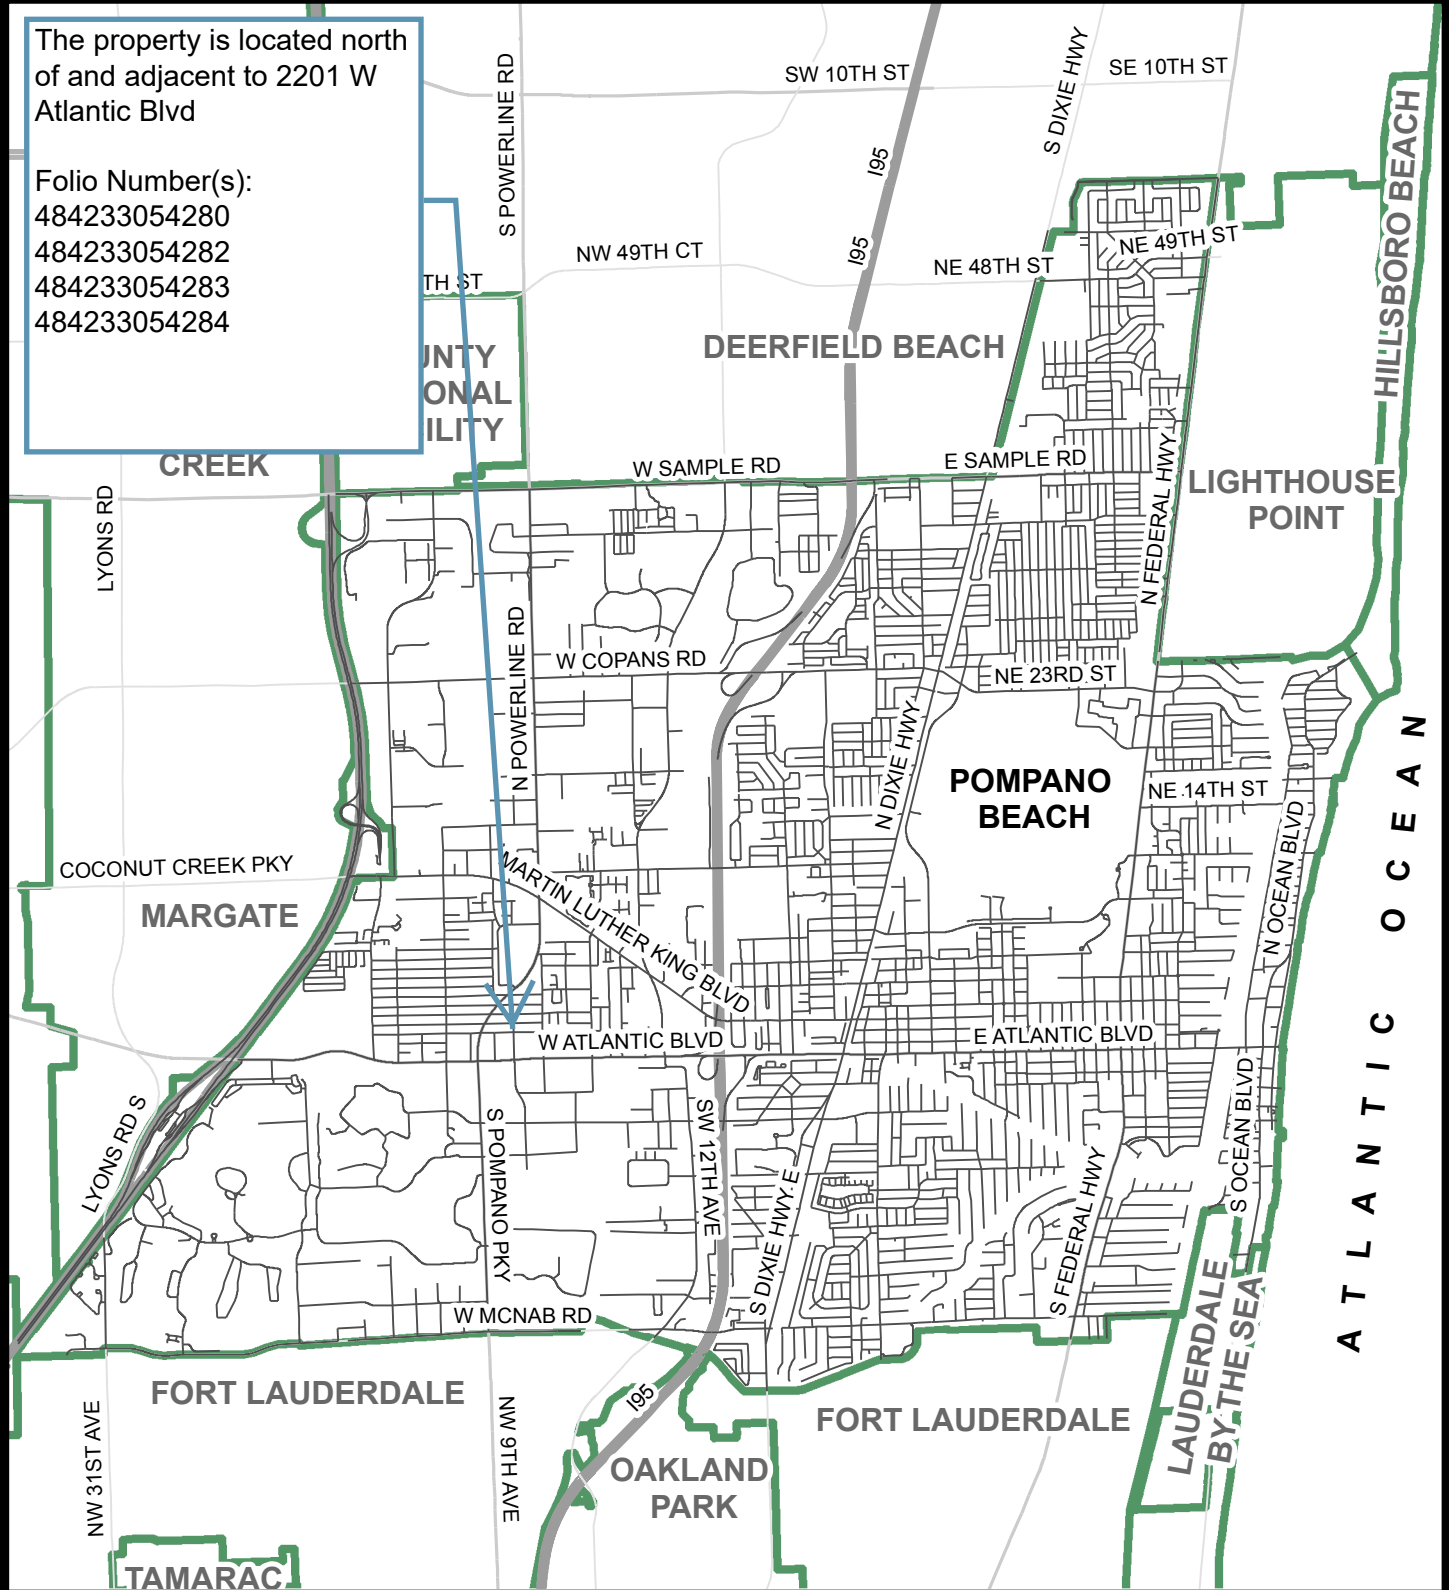 The property is located north
of and adjacent to 2201 W
Atlantic Blvd
Folio Number(s):
484233054280
484233054282
484233054283
484233054284
S POWERLINE RD
SW 10TH ST
SE 10TH ST
S DIXIE HWY
I95
I95
HILLSBORO BEACH
NW 49TH CT
NE 48TH ST
NE 49TH ST
TH ST
UNTY
ONAL
ILITY
DEERFIELD BEACH
CREEK
W SAMPLE RD
E SAMPLE RD
LIGHTHOUSE
POINT
LYONS RD
N FEDERAL HWY
N POWERLINE RD
W COPANS RD
NE 23RD ST
N DIXIE HWY
POMPANO
BEACH
NE 14TH ST
N OCEAN BLVD
COCONUT CREEK PKY
MARGATE
MARTIN LUTHER KING BLVD
W ATLANTIC BLVD
E ATLANTIC BLVD
ATLANTIC OCEAN
LYONS RD S
S POMPANO PKY
SW 12TH AVE
S DIXIE HWY E
S FEDERAL HWY
S OCEAN BLVD
W MCNAB RD
LAUDERDALE
BY THE SEA
FORT LAUDERDALE
I95
FORT LAUDERDALE
NW 31ST AVE
NW 9TH AVE
OAKLAND
PARK
TAMARAC